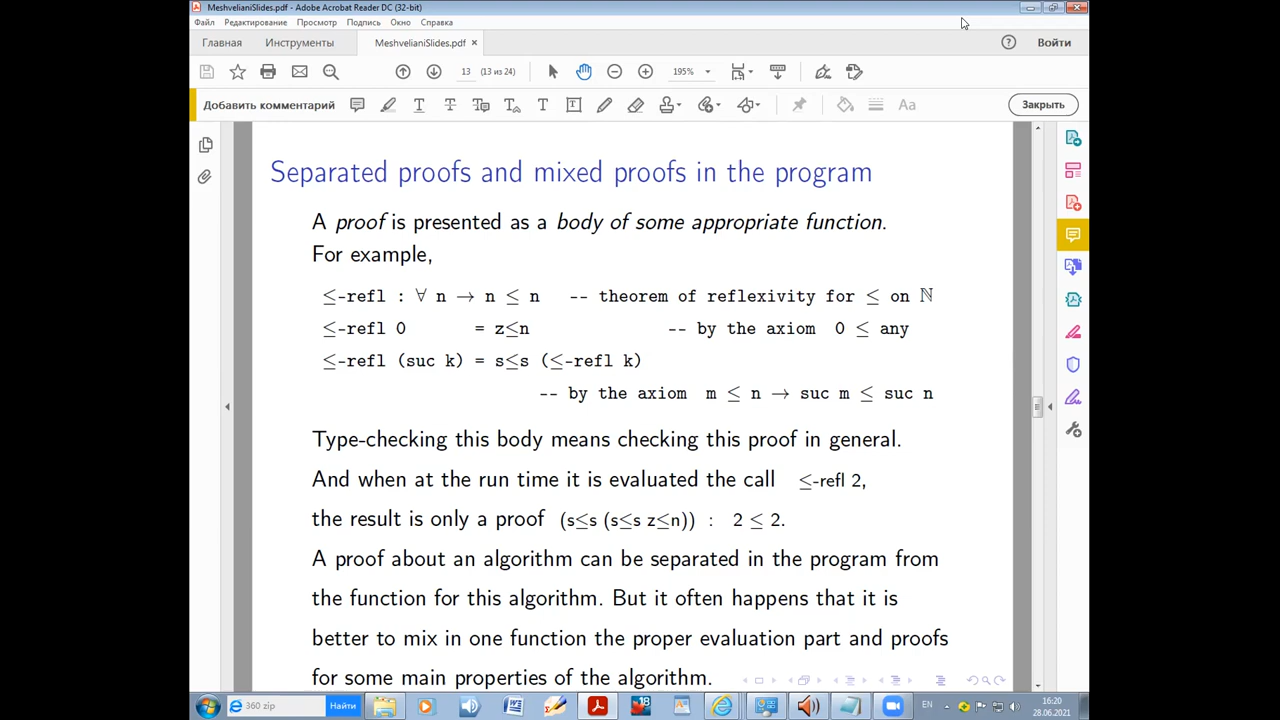 MeshvelianiSlides.pdf - Adobe Acrobat Reader DC (32-bit)
Файл Редактирование Просмотр Подпись Окно Справка
Главная Инструменты MeshvelianiSlides.pdf × Войти
13 (13 из 24) 195%
Добавить комментарий Закрыть
Separated proofs and mixed proofs in the program
A proof is presented as a body of some appropriate function.
For example,
≤-refl : ∀ n → n ≤ n -- theorem of reflexivity for ≤ on ℕ
≤-refl 0 = z≤n -- by the axiom 0 ≤ any
≤-refl (suc k) = s≤s (≤-refl k)
-- by the axiom m ≤ n → suc m ≤ suc n
Type-checking this body means checking this proof in general.
And when at the run time it is evaluated the call ≤-refl 2,
the result is only a proof (s≤s (s≤s z≤n)) : 2 ≤ 2.
A proof about an algorithm can be separated in the program from
the function for this algorithm. But it often happens that it is
better to mix in one function the proper evaluation part and proofs
for some main properties of the algorithm.
360 zip Найти EN 16:20
28.06.2021